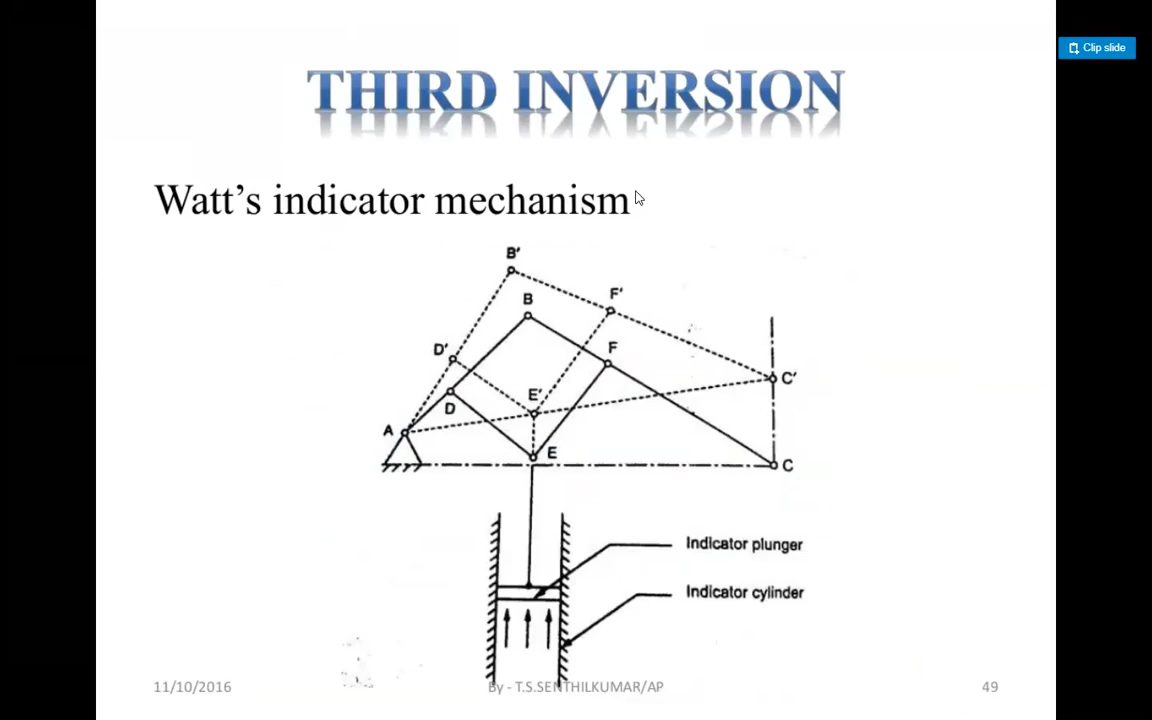 Clip slide
THIRD INVERSION
Watt's indicator mechanism
B'
F'
B
D'
F
C'
E'
D
A
E
C
Indicator plunger
Indicator cylinder
11/10/2016
By - T.S.SENTHILKUMAR/AP
49